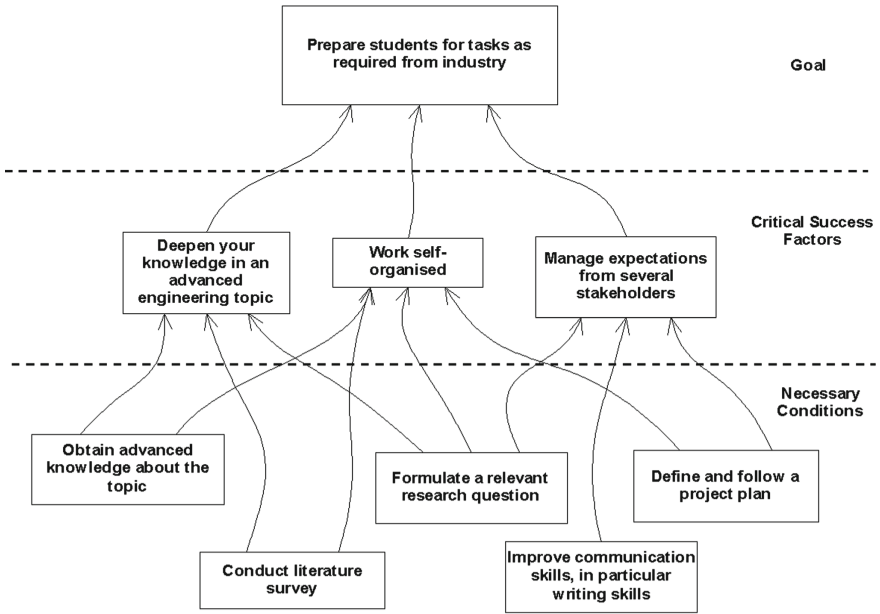 Prepare students for tasks as
required from industry
Goal
Critical Success
Factors
Deepen your
knowledge in an
advanced
engineering topic
Work self-
organised
Manage expectations
from several
stakeholders
Necessary
Conditions
Obtain advanced
knowledge about the
topic
Formulate a relevant
research question
Define and follow a
project plan
Conduct literature
survey
Improve communication
skills, in particular
writing skills